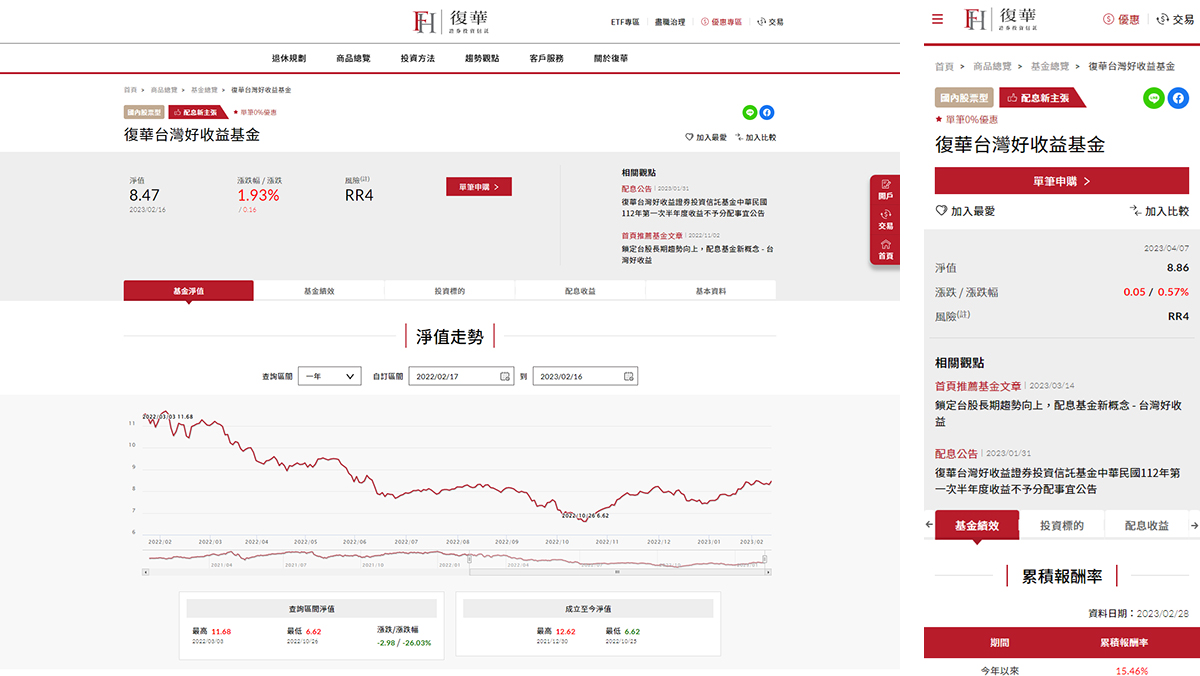 FH 復華
證券投資信託
ETF專區 盡職治理 優惠專區 交易
退休規劃 商品總覽 投資方法 趨勢觀點 客戶服務 關於復華
首頁 > 商品總覽 > 基金總覽 > 復華台灣好收益基金
國內股票型 配息新主張 ★ 單筆0%優惠
復華台灣好收益基金
加入最愛 加入比較
淨值 漲跌幅 / 漲跌 風險(註)
8.47 1.93% RR4
2023/02/16 / 0.16
單筆申購 >
相關觀點
配息公告 | 2023/01/31
復華台灣好收益證券投資信託基金中華民國
112年第一次半年度收益不予分配事宜公告
首頁推薦基金文章 | 2022/11/02
鎖定台股長期趨勢向上，配息基金新概念 - 台
灣好收益
開戶
交易
首頁
基金淨值 基金績效 投資標的 配息收益 基本資料
淨值走勢
查詢區間 一年 自訂區間 2022/02/17 到 2023/02/16
2022/03/03 11.68
11
10
9
8
7
6
2022/10/26 6.62
2022/02 2022/03 2022/04 2022/05 2022/06 2022/07 2022/08 2022/09 2022/10 2022/11 2022/12 2023/01 2023/02
2021/04 2021/07 2021/10 2022/01 2022/04
查詢區間淨值
最高 11.68 最低 6.62 漲跌/漲跌幅
2022/03/03 2022/10/26 -2.98 / -26.03%
成立至今淨值
最高 12.62 最低 6.62
2021/12/30 2022/10/25
FH 復華
證券投資信託
優惠 交易
首頁 > 商品總覽 > 基金總覽 > 復華台灣好收益基金
國內股票型 配息新主張
★ 單筆0%優惠
復華台灣好收益基金
單筆申購 >
加入最愛 加入比較
2023/04/07
淨值 8.86
漲跌 / 漲跌幅 0.05 / 0.57%
風險(註) RR4
相關觀點
首頁推薦基金文章 | 2023/03/14
鎖定台股長期趨勢向上，配息基金新概念 - 台灣好收
益
配息公告 | 2023/01/31
復華台灣好收益證券投資信託基金中華民國112年第
一次半年度收益不予分配事宜公告
基金績效 投資標的 配息收益
累積報酬率
資料日期：2023/02/28
期間 累積報酬率
今年以來 15.46%